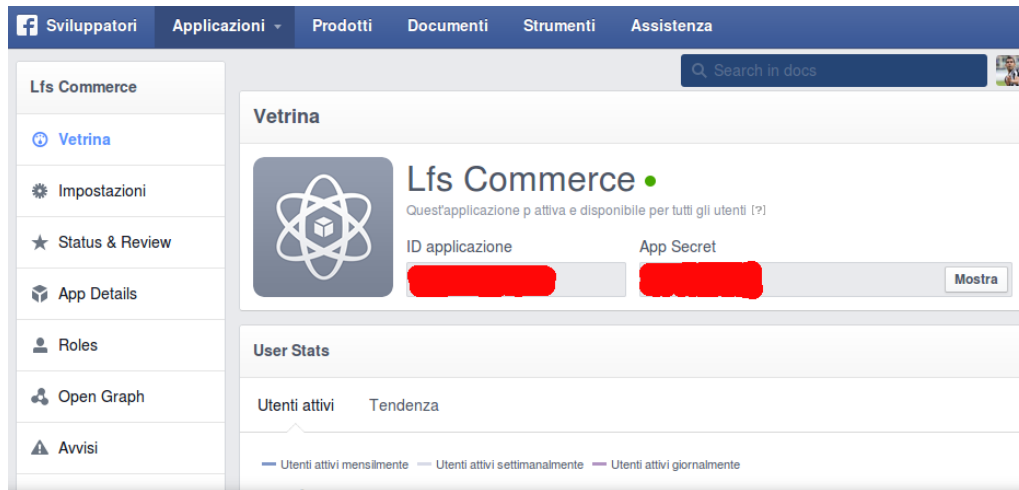 Sviluppatori Applicazioni Prodotti Documenti Strumenti Assistenza
Search in docs
Lfs Commerce
Vetrina
Impostazioni
Status & Review
App Details
Roles
Open Graph
Avvisi
Vetrina
Lfs Commerce
Quest'applicazione p attiva e disponibile per tutti gli utenti [?]
ID applicazione App Secret
Mostra
User Stats
Utenti attivi Tendenza
Utenti attivi mensilmente Utenti attivi settimanalmente Utenti attivi giornalmente